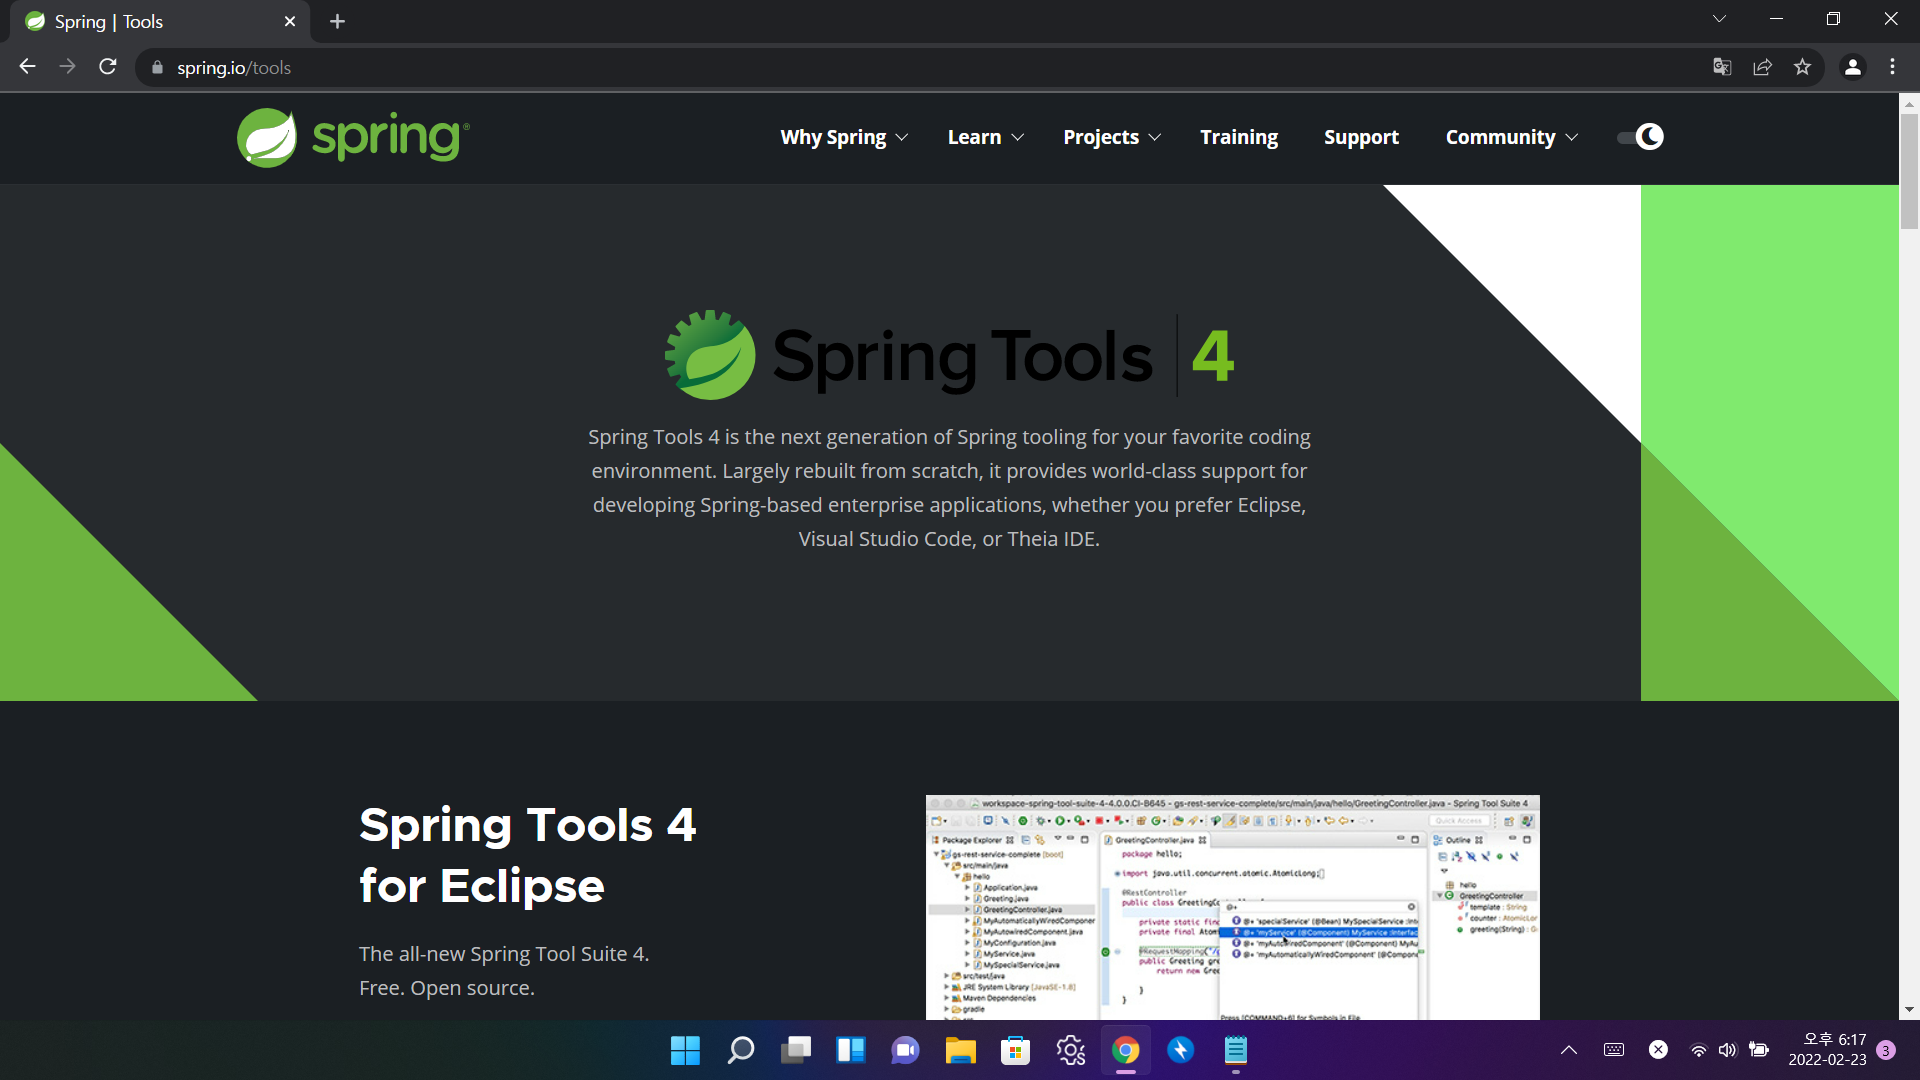 Spring | Tools
spring.io/tools
spring
Why Spring
Learn
Projects
Training
Support
Community
Spring Tools 4
Spring Tools 4 is the next generation of Spring tooling for your favorite coding
environment. Largely rebuilt from scratch, it provides world-class support for
developing Spring-based enterprise applications, whether you prefer Eclipse,
Visual Studio Code, or Theia IDE.
Spring Tools 4
for Eclipse
The all-new Spring Tool Suite 4.
Free. Open source.
workspace-spring-tool-suite-4-4.0.0.CI-B645 - gs-rest-service-complete/src/main/java/hello/GreetingController.java - Spring Tool Suite 4
Quick Access
Package Explorer
gs-rest-service-complete [boot]
src/main/java
hello
Application.java
Greeting.java
GreetingController.java
MyAutomaticallyWiredComponent
MyAutowiredComponent.java
MyConfiguration.java
MyService.java
MySpecialService.java
src/test/java
JRE System Library [JavaSE-1.8]
Maven Dependencies
gradle
GreetingController.java
package hello;
import java.util.concurrent.atomic.AtomicLong;
@RestController
public class GreetingCont
private static fina
private final Atom
@RequestMapping("/g
public Greeting gre
return new Gree
}
}
@+
@+ 'specialService' (@Bean) MySpecialService :Inte
@+ 'myService' (@Component) MyService :Interfac
@+ 'myAutowiredComponent' (@Component) MyAu
@+ 'myAutomaticallyWiredComponent' (@Compon
Press [COMMAND+6] for Symbols in File
Outline
hello
GreetingController
template : String
counter : AtomicLon
greeting(String) : G
오후 6:17
2022-02-23
3